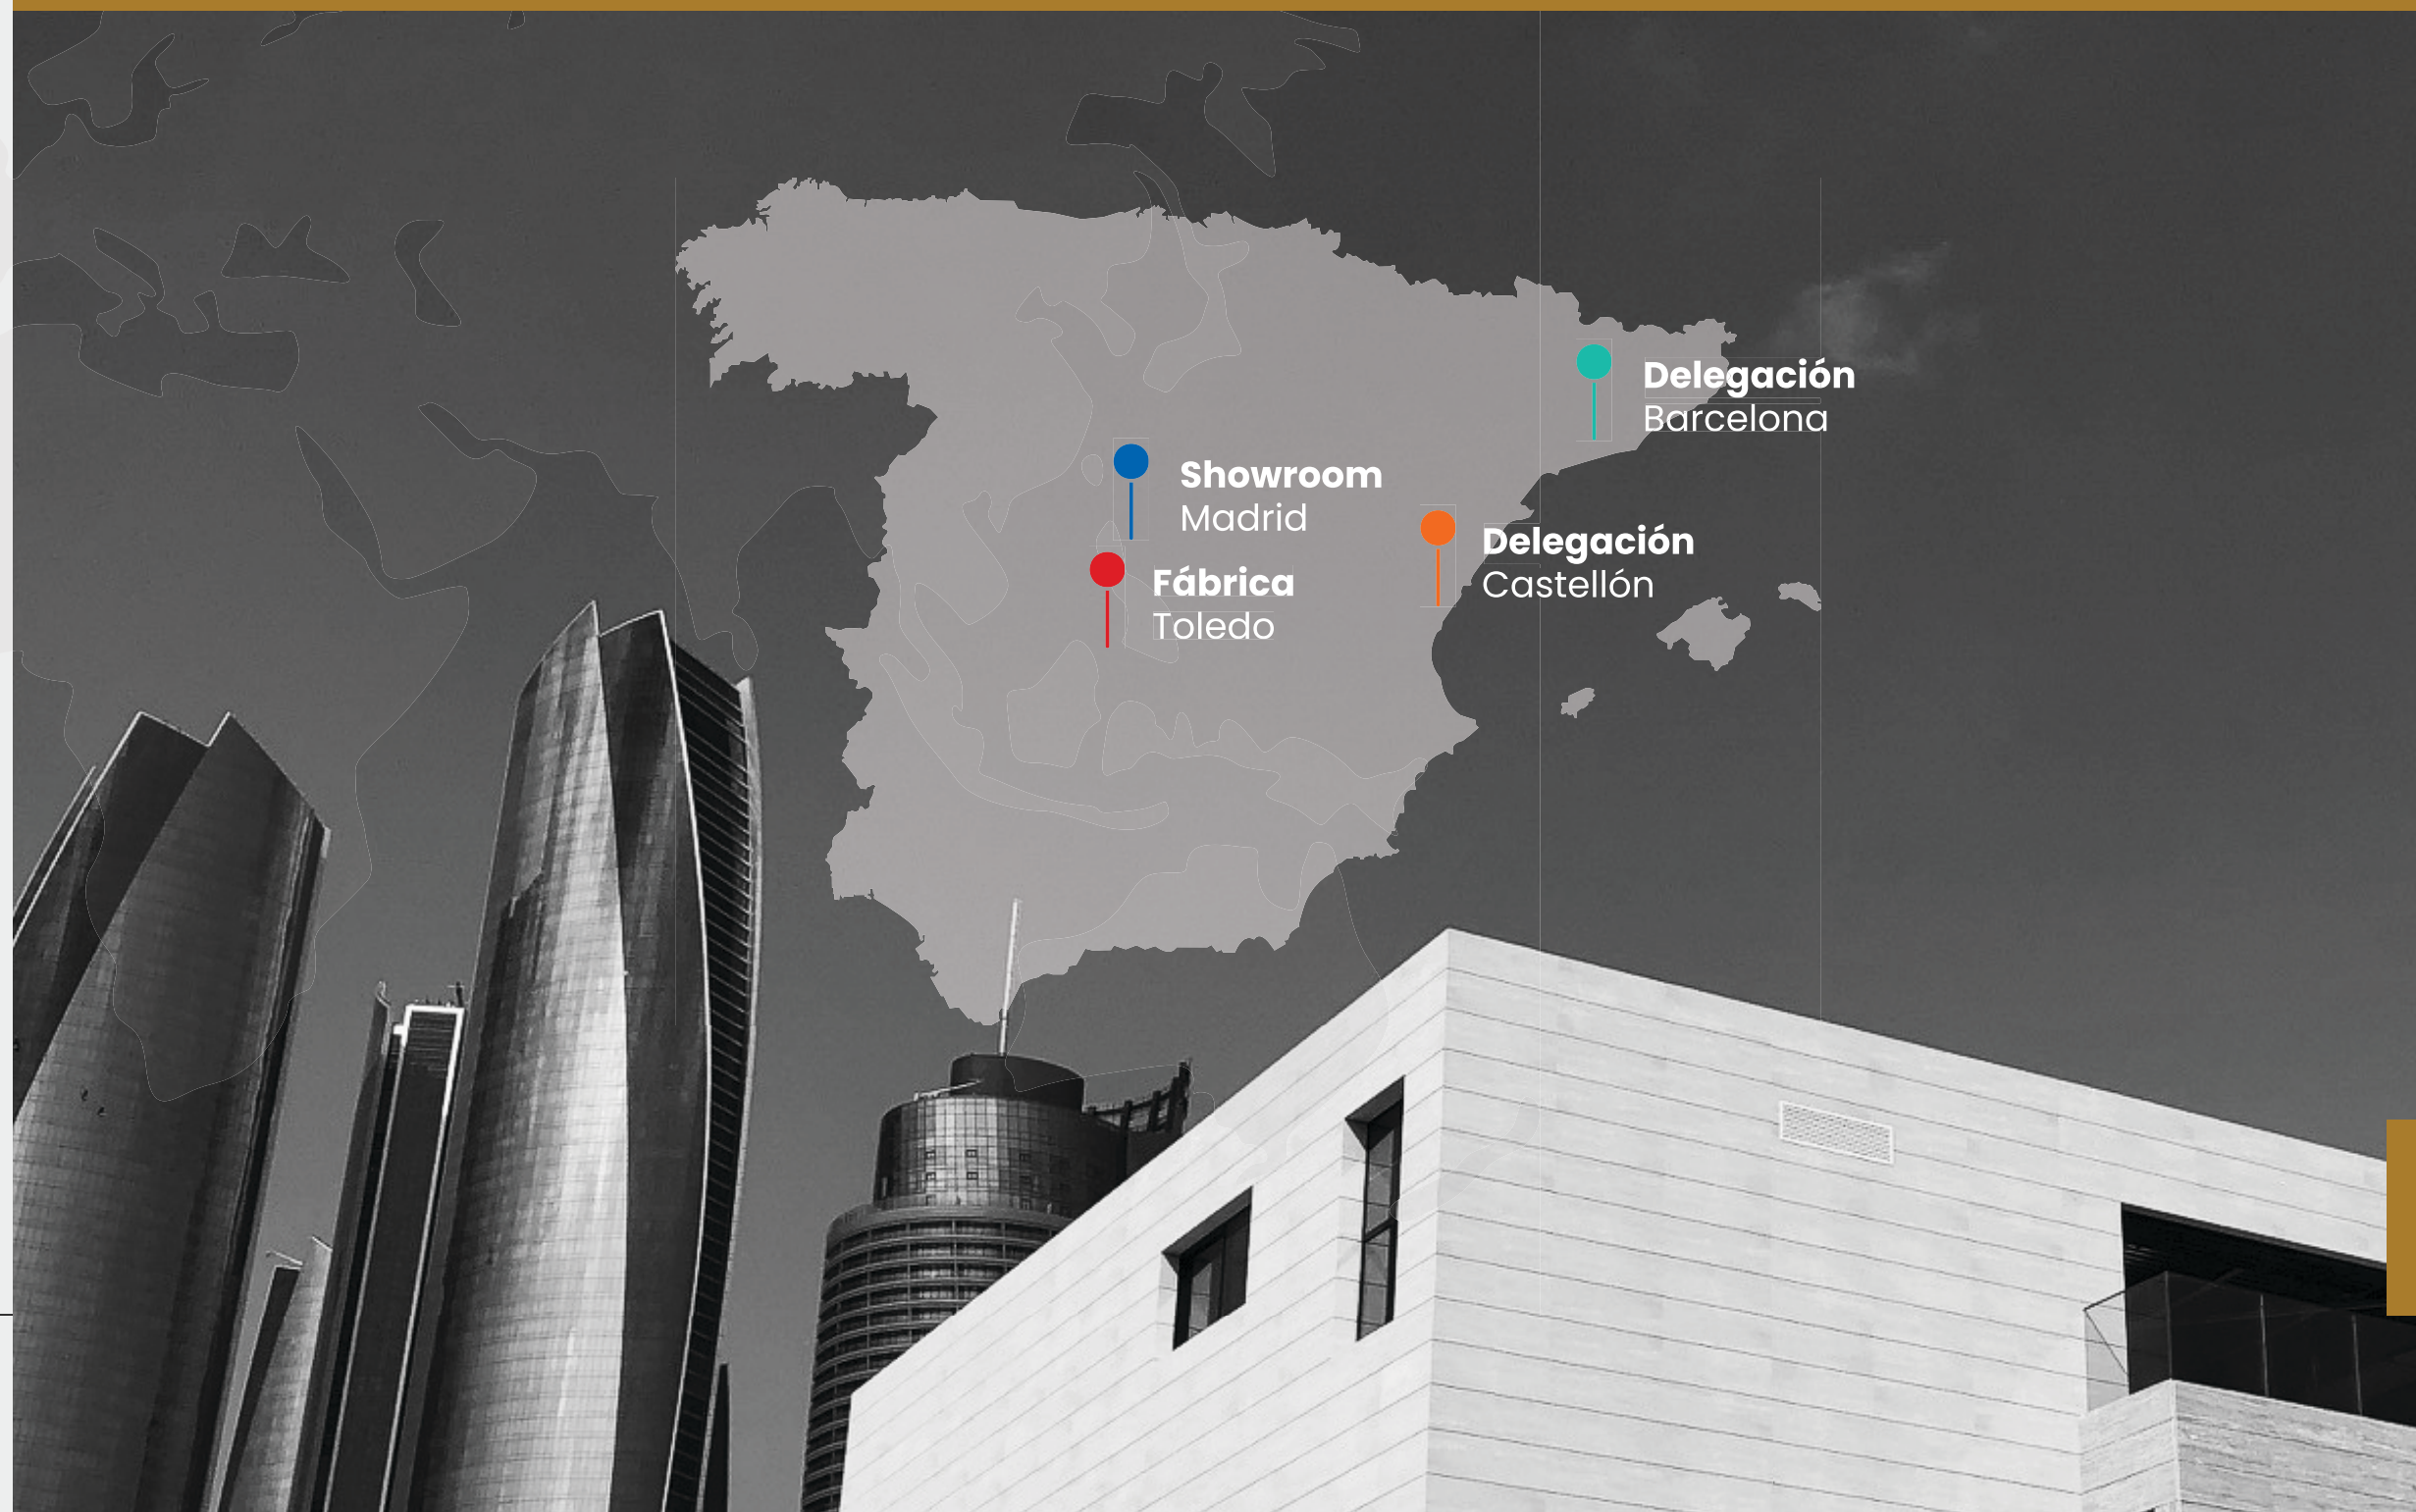 Delegación
Barcelona
Showroom
Madrid
Delegación
Castellón
Fábrica
Toledo